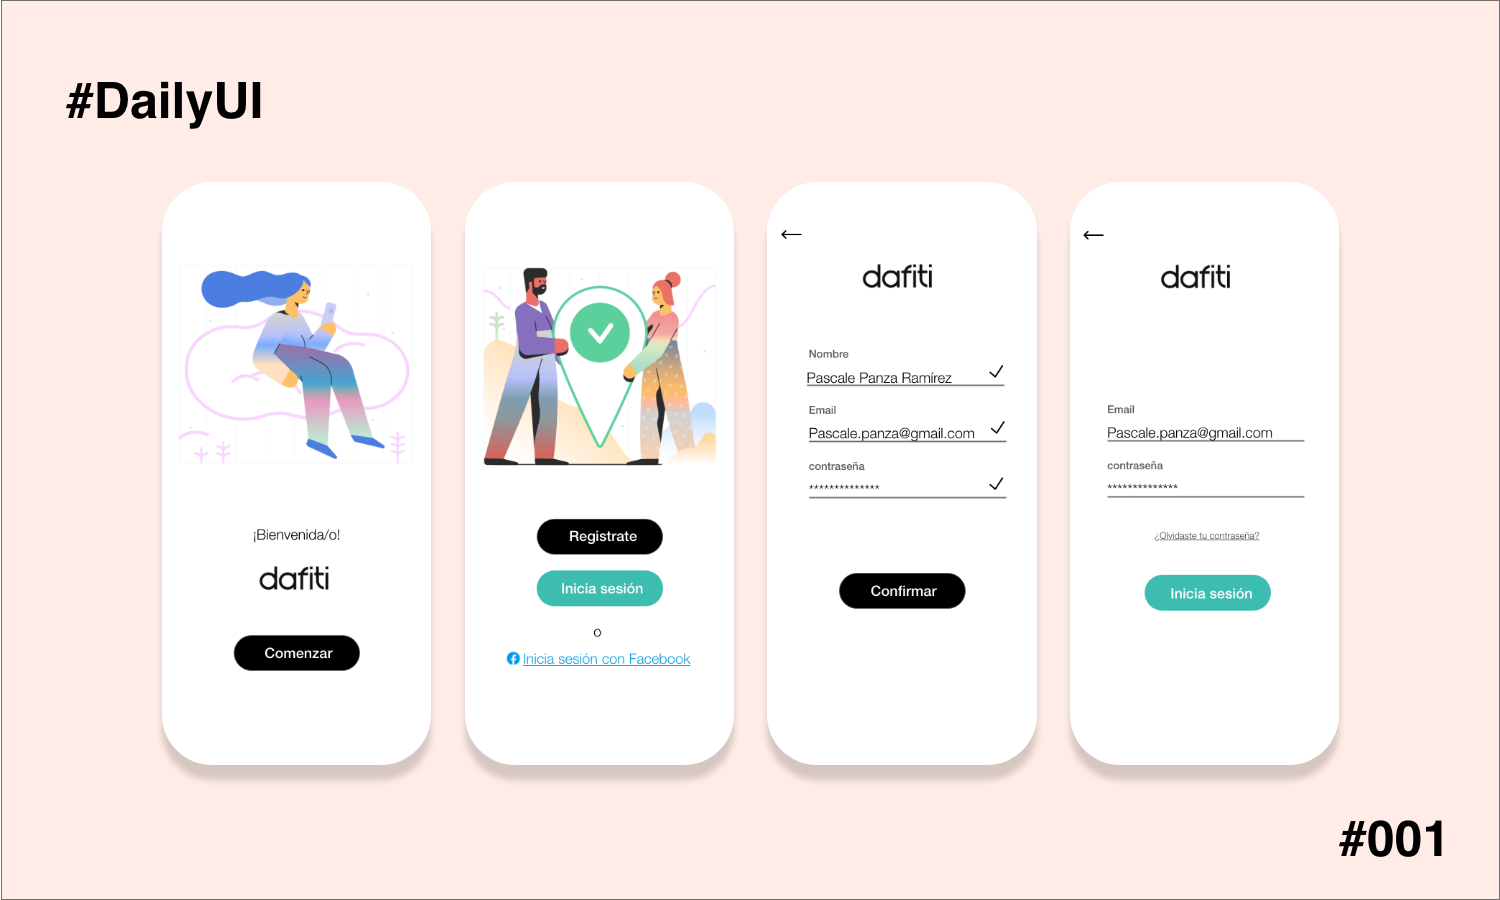 #DailyUI
¡Bienvenida/o!
dafiti
Comenzar
Registrate
Inicia sesión
o
Inicia sesión con Facebook
dafiti
Nombre
Pascale Panza Ramírez
Email
Pascale.panza@gmail.com
contraseña
**************
Confirmar
dafiti
Email
Pascale.panza@gmail.com
contraseña
**************
¿Olvidaste tu contraseña?
Inicia sesión
#001